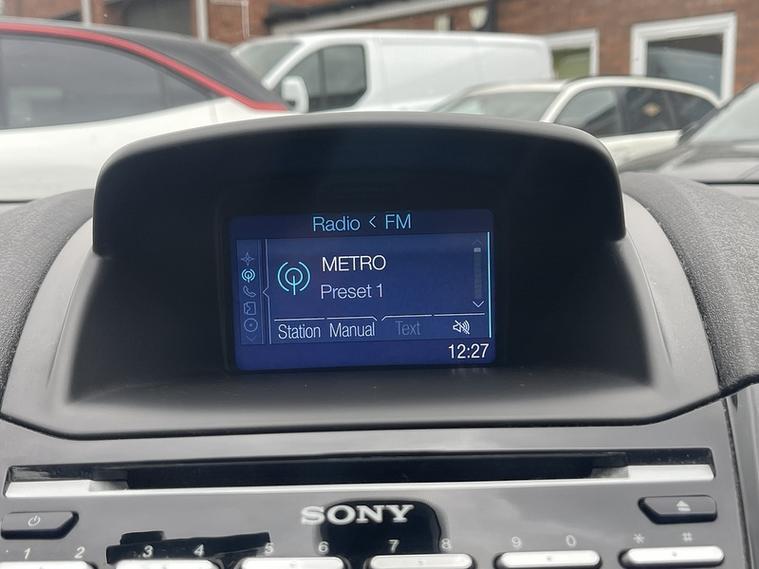 Radio < FM
METRO
Preset 1
Station Manual Text
12:27
SONY
1 2 3 4 5 6 7 8 9 0 * #